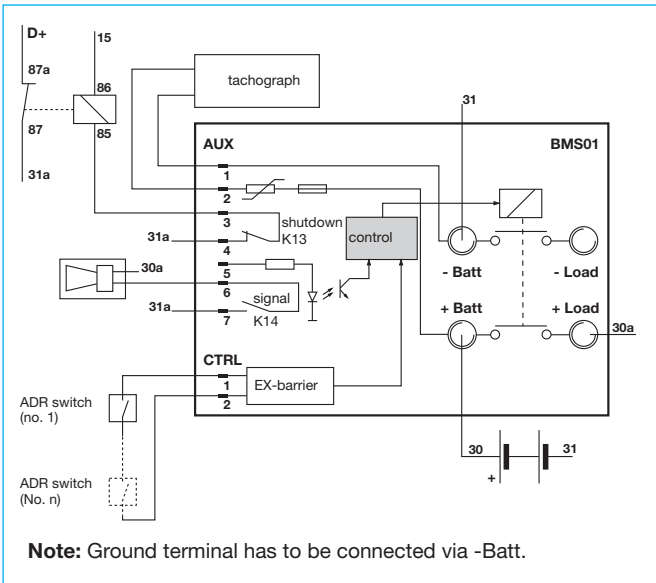 D+
15
87a
86
87
85
31a
tachograph
31
AUX
BMS01
1
2
3
shutdown
31a
4
K13
control
30a
5
6
signal
31a
7
K14
- Batt
- Load
+ Batt
+ Load
30a
CTRL
1
EX-barrier
2
ADR switch
(no. 1)
ADR switch
(No. n)
30
31
+
Note: Ground terminal has to be connected via -Batt.